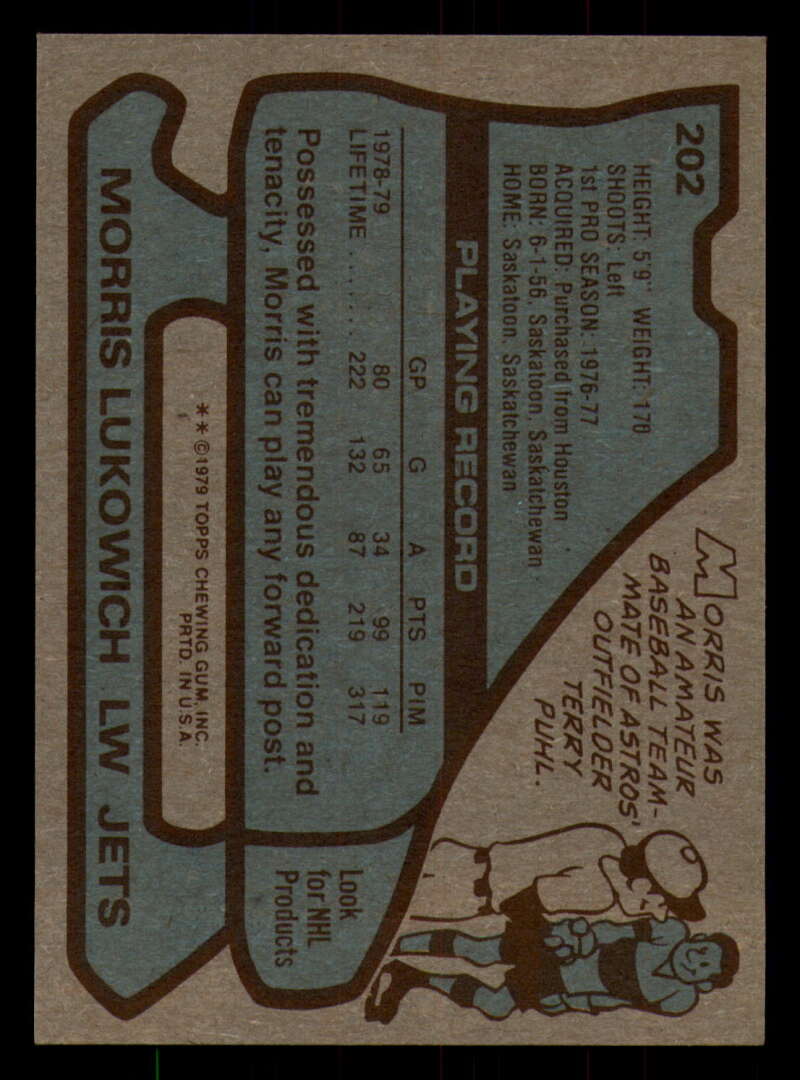 202
HEIGHT: 5'9" WEIGHT: 170
SHOOTS: Left
1st PRO SEASON: 1976-77
ACQUIRED: Purchased from Houston
BORN: 6-1-56, Saskatoon, Saskatchewan
HOME: Saskatoon, Saskatchewan
MORRIS WAS
AN AMATEUR
BASEBALL TEAM-
MATE OF ASTROS'
OUTFIELDER
TERRY
PUHL.
PLAYING RECORD
GP G A PTS PIM
1978-79 80 65 34 99 119
LIFETIME ........ 222 132 87 219 317
Possessed with tremendous dedication and
tenacity, Morris can play any forward post.
Look
for NHL
Products
* * ©1979 TOPPS CHEWING GUM, INC.
PRTD. IN U.S.A.
MORRIS LUKOWICH LW JETS